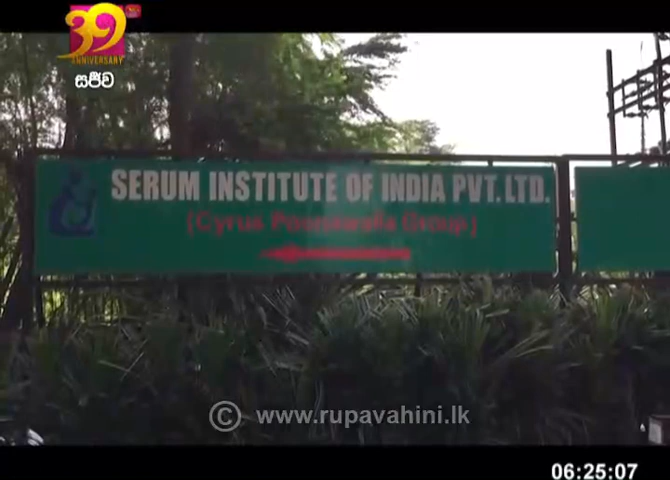 39
ANNIVERSARY
සජීව
SERUM INSTITUTE OF INDIA PVT.LTD.
(Cyrus Poonawalla Group)
© www.rupavahini.lk
06:25:07